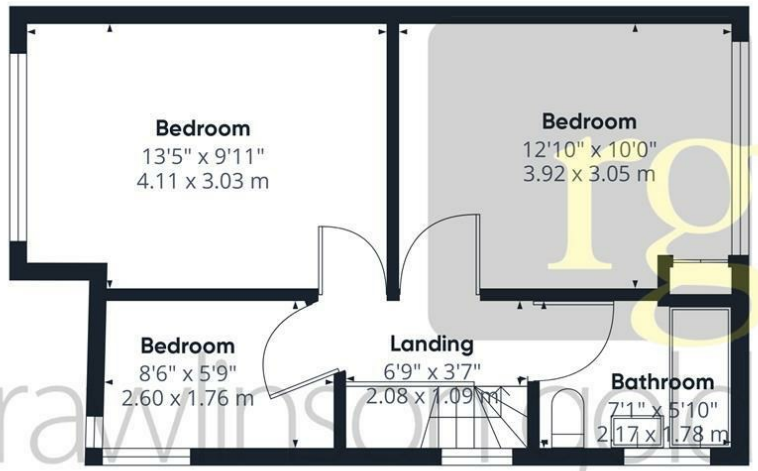 Bedroom
13'5" x 9'11"
4.11 x 3.03 m
Bedroom
12'10" x 10'0"
3.92 x 3.05 m
rg
Bedroom
8'6" x 5'9"
2.60 x 1.76 m
Landing
6'9" x 3'7"
2.08 x 1.09 m
Bathroom
7'1" x 5'10"
2.17 x 1.78 m
rawlinson gold